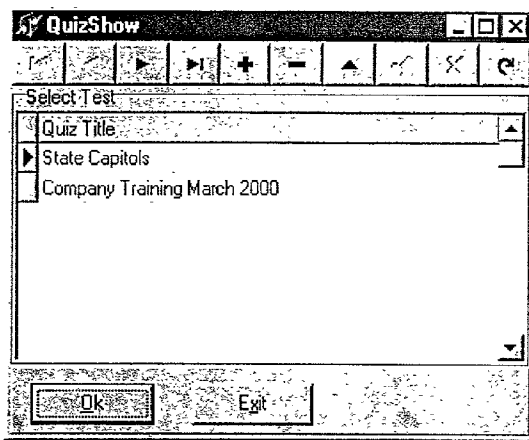 QuizShow
Select Test
Quiz Title
State Capitols
Company Training March 2000
Ok
Exit